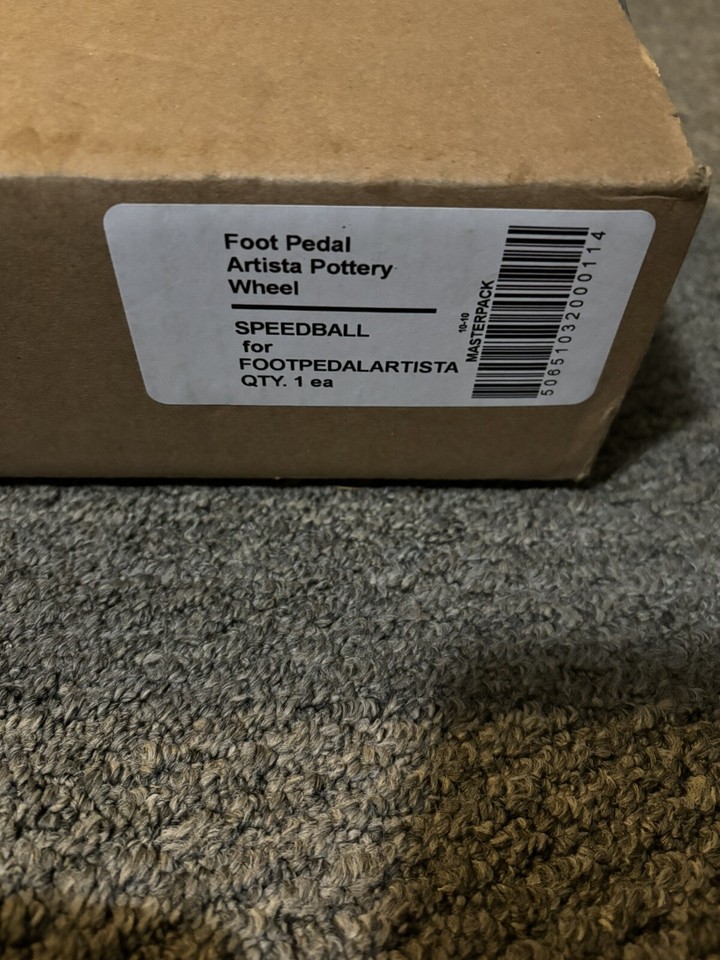 Foot Pedal
Artista Pottery
Wheel
SPEEDBALL
for
FOOTPEDALARTISTA
QTY. 1 ea
10-10
MASTERPACK
50651032000114